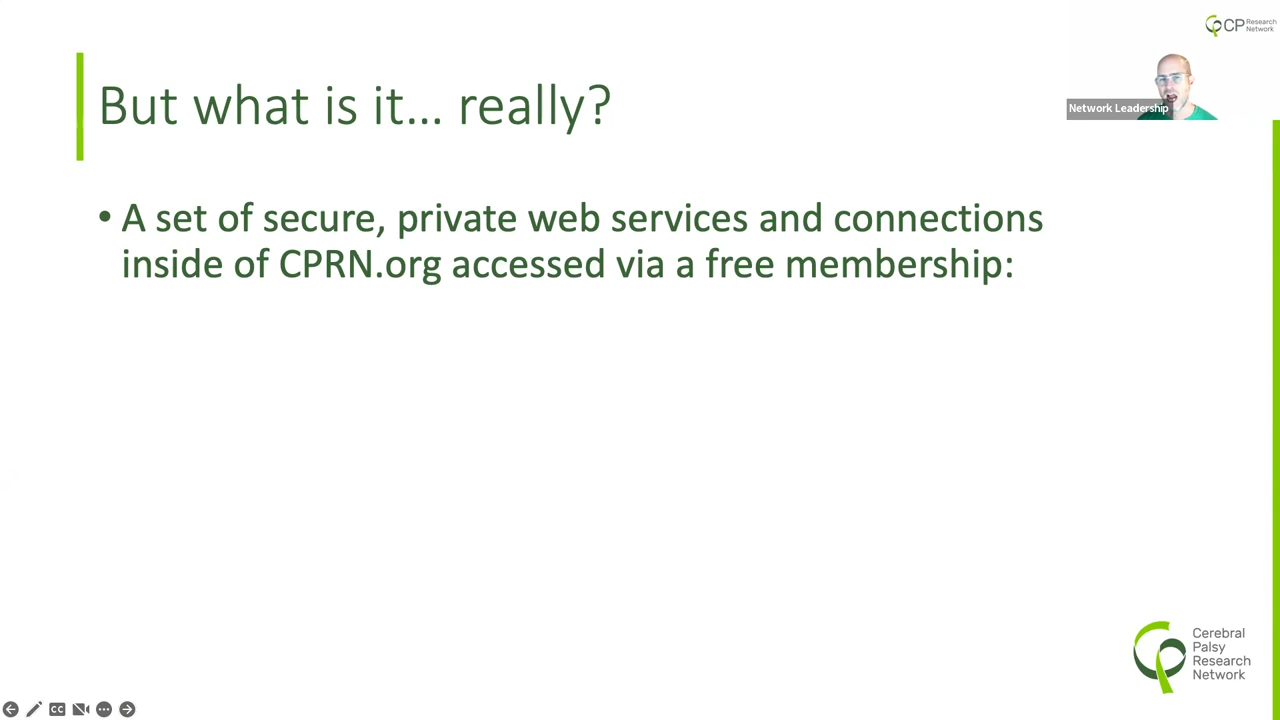 CP Research
Network
Network Leadership
But what is it... really?
• A set of secure, private web services and connections
inside of CPRN.org accessed via a free membership:
Cerebral
Palsy
Research
Network
CC